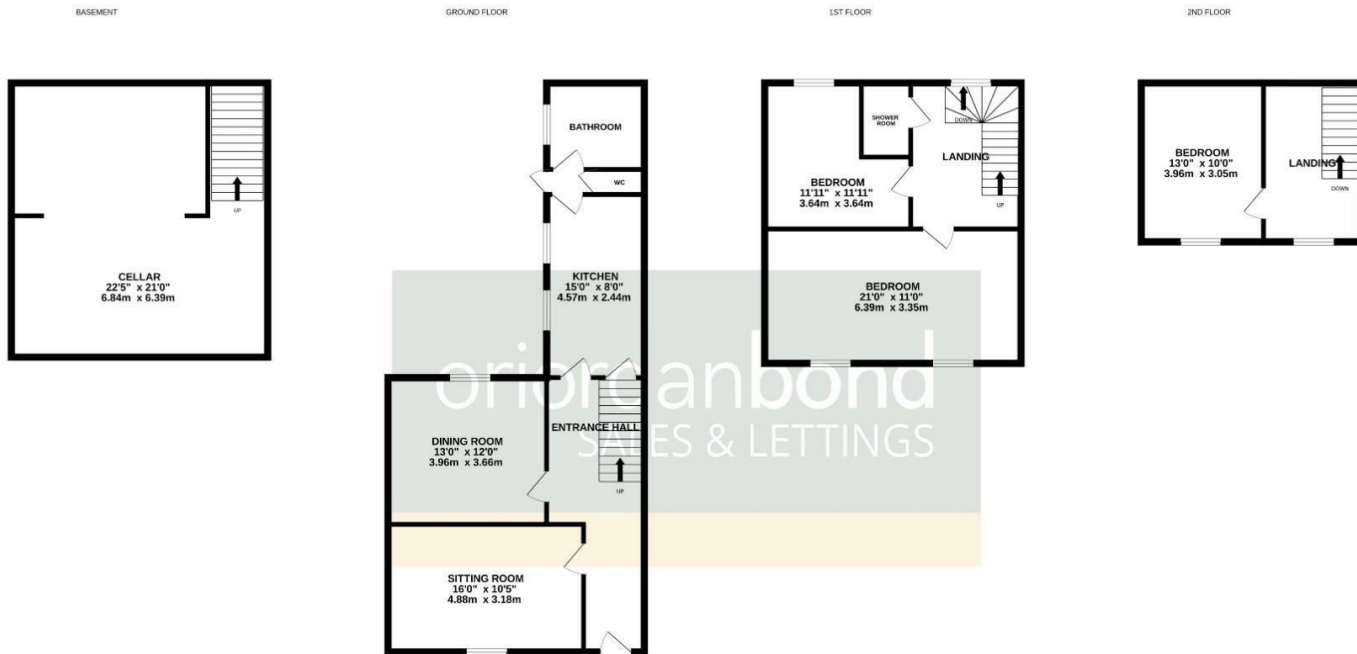 BASEMENT
GROUND FLOOR
1ST FLOOR
2ND FLOOR
UP
CELLAR
22'5" x 21'0"
6.84m x 6.39m
BATHROOM
WC
KITCHEN
15'0" x 8'0"
4.57m x 2.44m
ENTRANCE HALL
UP
DINING ROOM
13'0" x 12'0"
3.96m x 3.66m
SITTING ROOM
16'0" x 10'5"
4.88m x 3.18m
SHOWER
ROOM
DOWN
LANDING
UP
BEDROOM
11'11" x 11'11"
3.64m x 3.64m
BEDROOM
21'0" x 11'0"
6.39m x 3.35m
BEDROOM
13'0" x 10'0"
3.96m x 3.05m
LANDING
DOWN
oriordanbond
SALES & LETTINGS